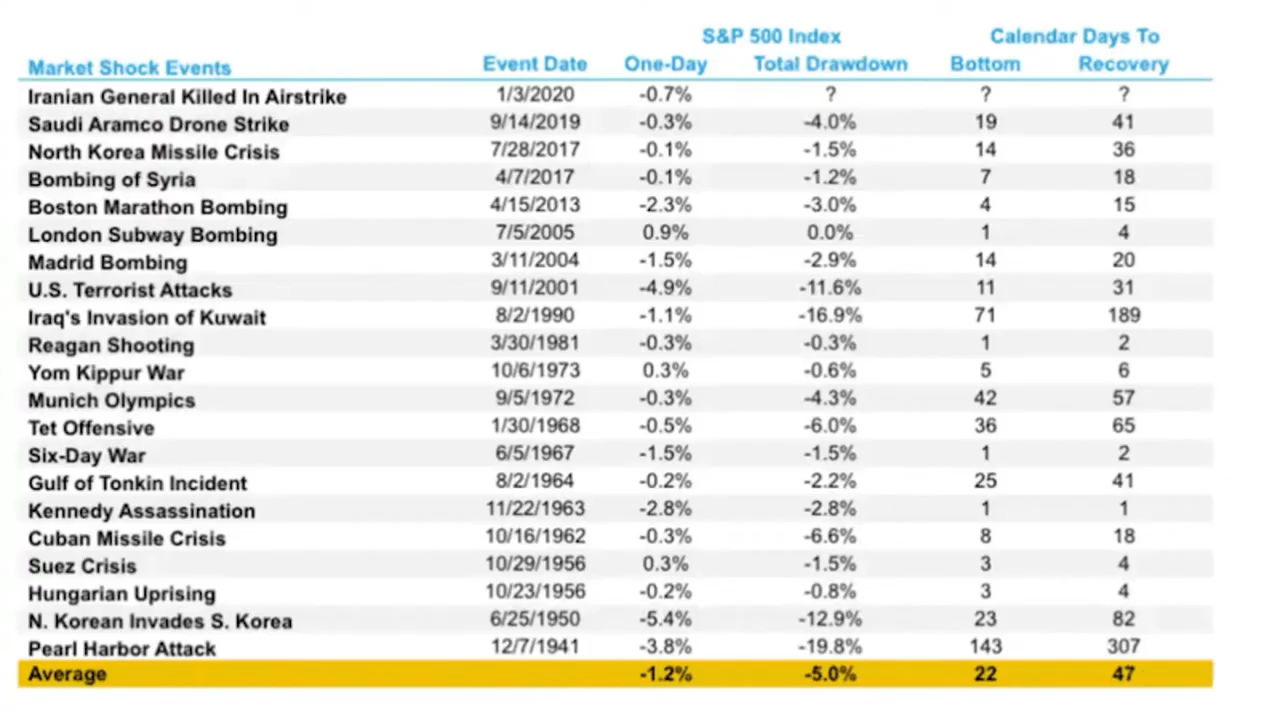 S&P 500 Index Calendar Days To
Market Shock Events Event Date One-Day Total Drawdown Bottom Recovery
Iranian General Killed In Airstrike 1/3/2020 -0.7% ? ? ?
Saudi Aramco Drone Strike 9/14/2019 -0.3% -4.0% 19 41
North Korea Missile Crisis 7/28/2017 -0.1% -1.5% 14 36
Bombing of Syria 4/7/2017 -0.1% -1.2% 7 18
Boston Marathon Bombing 4/15/2013 -2.3% -3.0% 4 15
London Subway Bombing 7/5/2005 0.9% 0.0% 1 4
Madrid Bombing 3/11/2004 -1.5% -2.9% 14 20
U.S. Terrorist Attacks 9/11/2001 -4.9% -11.6% 11 31
Iraq's Invasion of Kuwait 8/2/1990 -1.1% -16.9% 71 189
Reagan Shooting 3/30/1981 -0.3% -0.3% 1 2
Yom Kippur War 10/6/1973 0.3% -0.6% 5 6
Munich Olympics 9/5/1972 -0.3% -4.3% 42 57
Tet Offensive 1/30/1968 -0.5% -6.0% 36 65
Six-Day War 6/5/1967 -1.5% -1.5% 1 2
Gulf of Tonkin Incident 8/2/1964 -0.2% -2.2% 25 41
Kennedy Assassination 11/22/1963 -2.8% -2.8% 1 1
Cuban Missile Crisis 10/16/1962 -0.3% -6.6% 8 18
Suez Crisis 10/29/1956 0.3% -1.5% 3 4
Hungarian Uprising 10/23/1956 -0.2% -0.8% 3 4
N. Korean Invades S. Korea 6/25/1950 -5.4% -12.9% 23 82
Pearl Harbor Attack 12/7/1941 -3.8% -19.8% 143 307
Average -1.2% -5.0% 22 47